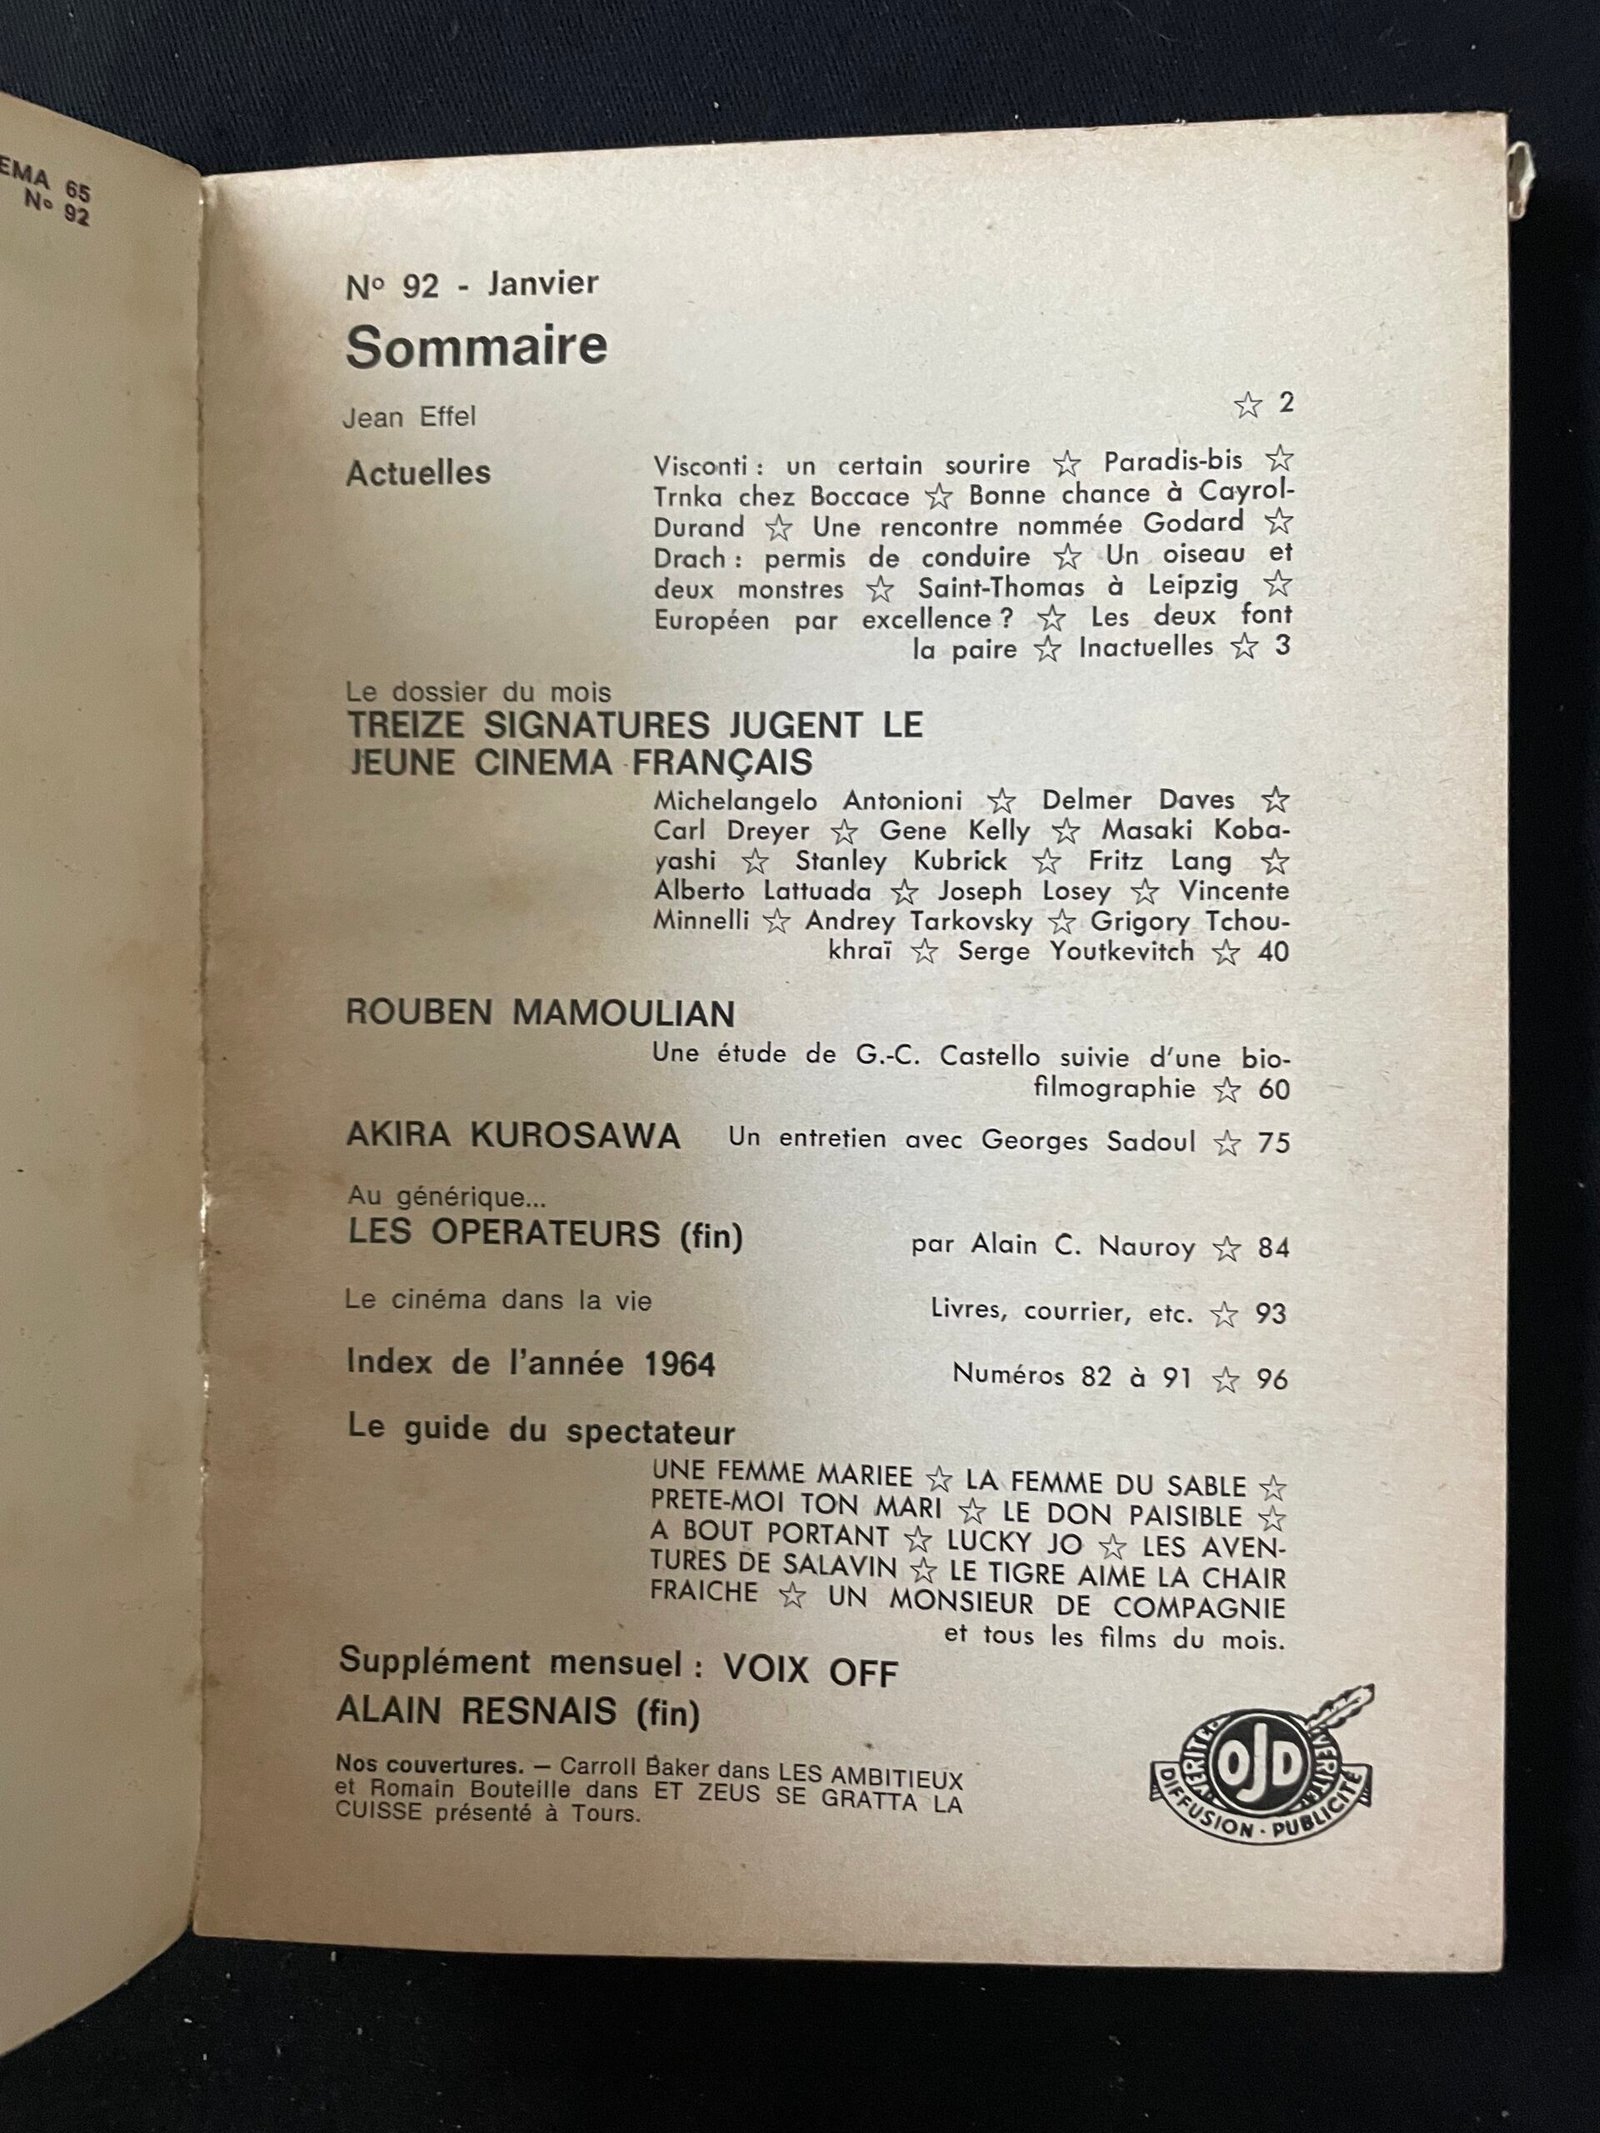 EMA 65
Nº 92
Nº 92 - Janvier
Sommaire
Jean Effel ☆ 2
Actuelles Visconti : un certain sourire ☆ Paradis-bis ☆
Trnka chez Boccace ☆ Bonne chance à Cayrol-
Durand ☆ Une rencontre nommée Godard ☆
Drach : permis de conduire ☆ Un oiseau et
deux monstres ☆ Saint-Thomas à Leipzig ☆
Européen par excellence ? ☆ Les deux font
la paire ☆ Inactuelles ☆ 3
Le dossier du mois
TREIZE SIGNATURES JUGENT LE
JEUNE CINEMA FRANÇAIS
Michelangelo Antonioni ☆ Delmer Daves ☆
Carl Dreyer ☆ Gene Kelly ☆ Masaki Koba-
yashi ☆ Stanley Kubrick ☆ Fritz Lang ☆
Alberto Lattuada ☆ Joseph Losey ☆ Vincente
Minnelli ☆ Andrey Tarkovsky ☆ Grigory Tchou-
khraï ☆ Serge Youtkevitch ☆ 40
ROUBEN MAMOULIAN
Une étude de G.-C. Castello suivie d'une bio-
filmographie ☆ 60
AKIRA KUROSAWA Un entretien avec Georges Sadoul ☆ 75
Au générique...
LES OPERATEURS (fin) par Alain C. Nauroy ☆ 84
Le cinéma dans la vie Livres, courrier, etc. ☆ 93
Index de l'année 1964 Numéros 82 à 91 ☆ 96
Le guide du spectateur
UNE FEMME MARIEE ☆ LA FEMME DU SABLE ☆
PRETE-MOI TON MARI ☆ LE DON PAISIBLE ☆
A BOUT PORTANT ☆ LUCKY JO ☆ LES AVEN-
TURES DE SALAVIN ☆ LE TIGRE AIME LA CHAIR
FRAICHE ☆ UN MONSIEUR DE COMPAGNIE
et tous les films du mois.
Supplément mensuel : VOIX OFF
ALAIN RESNAIS (fin)
Nos couvertures. — Carroll Baker dans LES AMBITIEUX
et Romain Bouteille dans ET ZEUS SE GRATTA LA
CUISSE présenté à Tours.
VERITE OJD VERITE
DIFFUSION · PUBLICITÉ